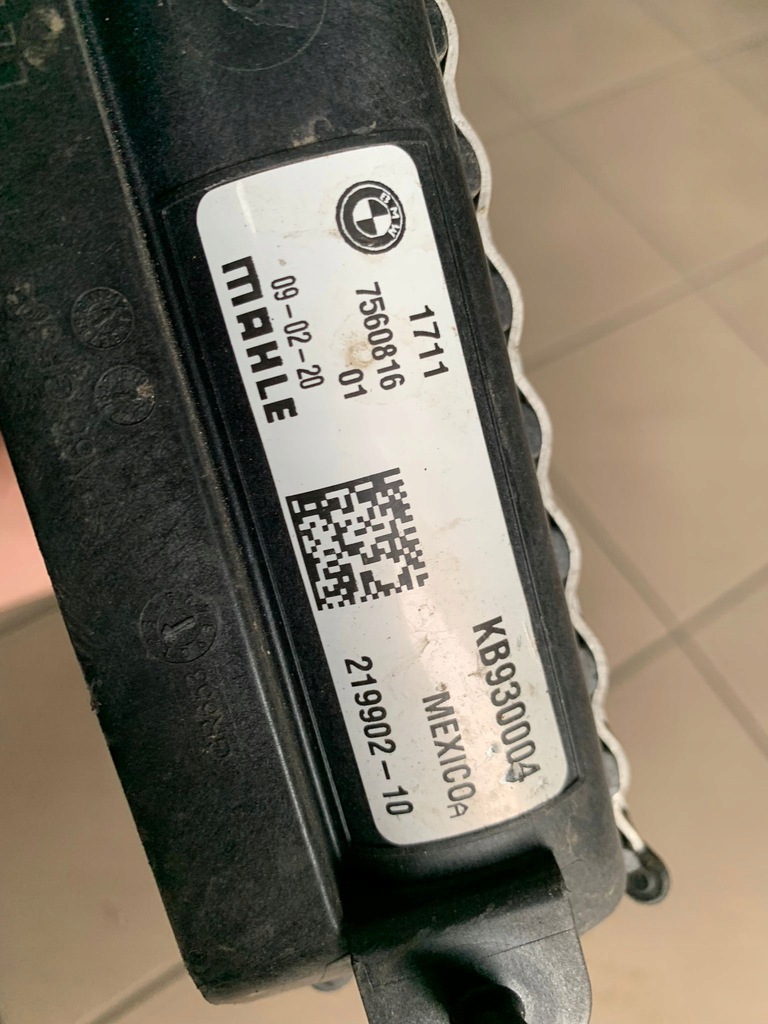 BMW
1711
7560816
01
09-02-20
MAHLE
KB930004
MEXICO A
219902-10